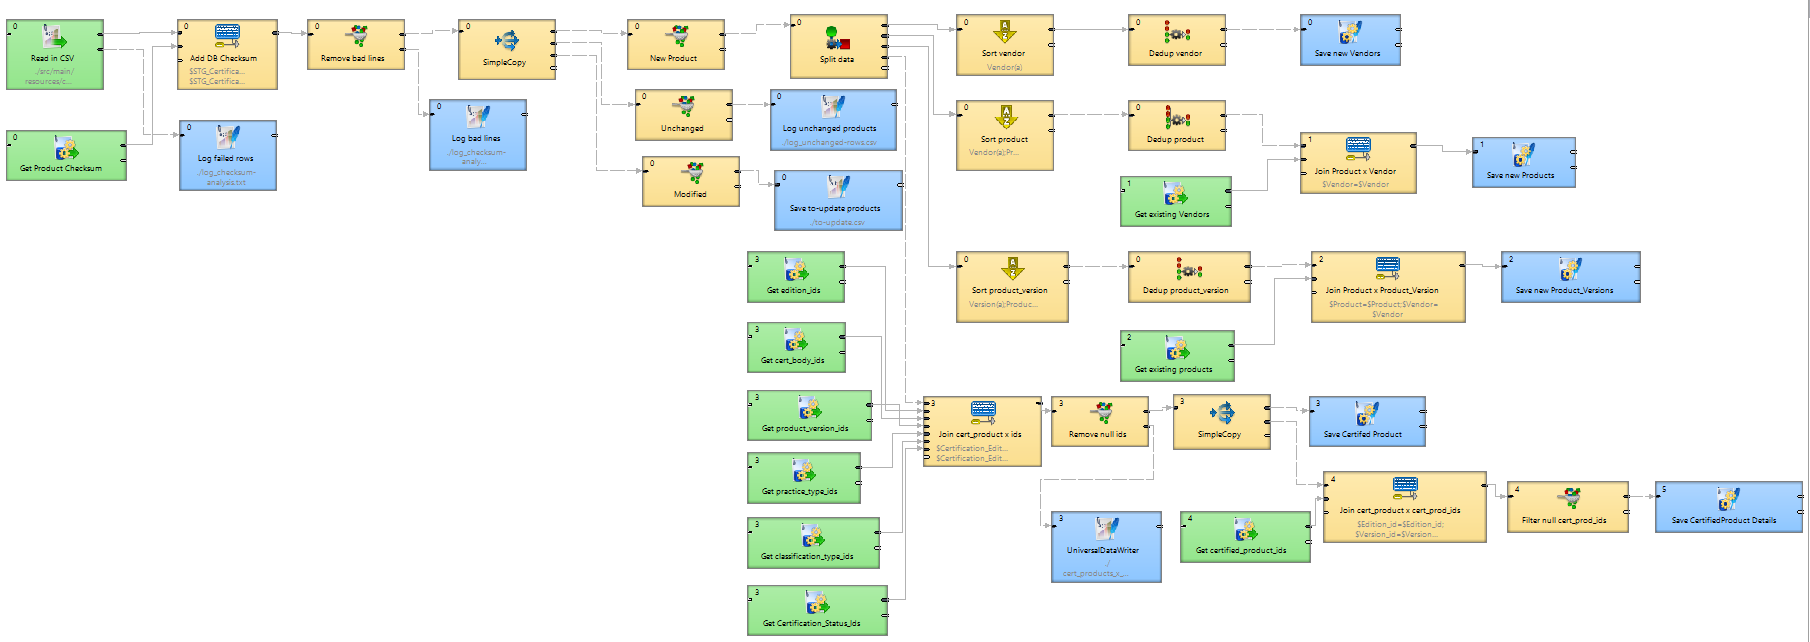 0
Read in CSV
./src/main/
resources/c...
0
Get Product Checksum
0
Add DB Checksum
$STG_Certifica...
$STG_Certifica...
0
Log failed rows
./log_checksum-
analysis.txt
0
Remove bad lines
0
Log bad lines
./log_checksum-
analy...
0
SimpleCopy
0
New Product
0
Unchanged
0
Modified
0
Log unchanged products
./log_unchanged-rows.csv
0
Save to-update products
./to-update.csv
0
Split data
0
Sort vendor
Vendor(a)
0
Dedup vendor
0
Save new Vendors
0
Sort product
Vendor(a);Pr...
0
Dedup product
1
Get existing Vendors
1
Join Product x Vendor
$Vendor=$Vendor
1
Save new Products
0
Sort product_version
Version(a);Produc...
0
Dedup product_version
2
Get existing products
2
Join Product x Product_Version
$Product=$Product;$Vendor=
$Vendor
2
Save new Product_Versions
3
Get edition_ids
3
Get cert_body_ids
3
Get product_version_ids
3
Get practice_type_ids
3
Get classification_type_ids
3
Get Certification_Status_Ids
3
Join cert_product x ids
$Certification_Edit...
$Certification_Edit...
3
Remove null ids
3
UniversalDataWriter
./
cert_products_x_...
3
SimpleCopy
3
Save Certifed Product
4
Get certified_product_ids
4
Join cert_product x cert_prod_ids
$Edition_id=$Edition_id;
$Version_id=$Version...
4
Filter null cert_prod_ids
5
Save CertifiedProduct Details